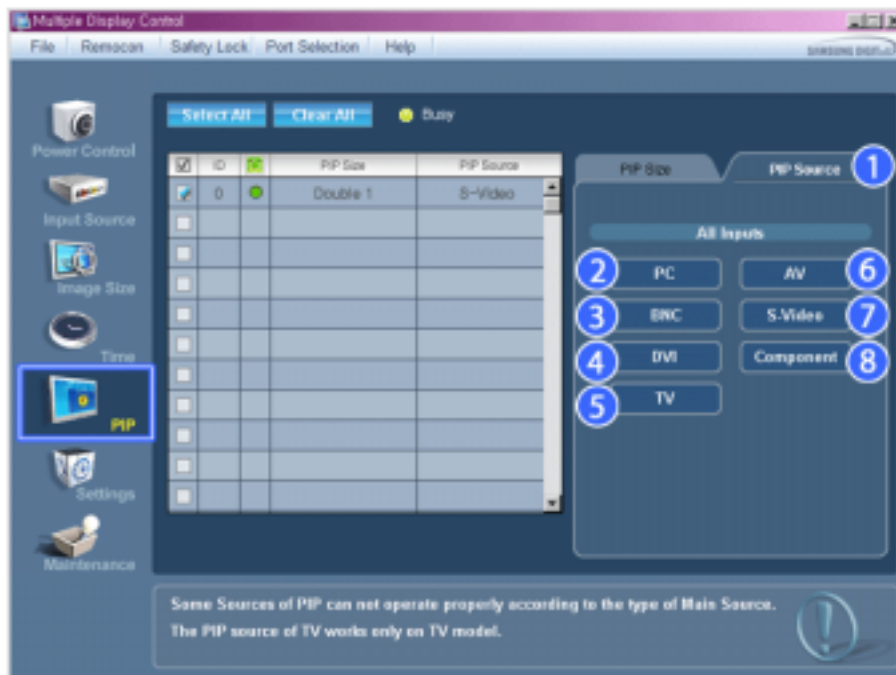 Multiple Display Control
File Remocon Safety Lock Port Selection Help
SAMSUNG DIGITall
Select All Clear All Busy
Power Control
ID PIP Size PIP Source
0 Double 1 S-Video
PIP Size PIP Source 1
Input Source
All Inputs
2 PC AV 6
Image Size
3 BNC S-Video 7
Time
4 DVI Component 8
5 TV
PIP
Settings
Maintenance
Some Sources of PIP can not operate properly according to the type of Main Source.
The PIP source of TV works only on TV model.